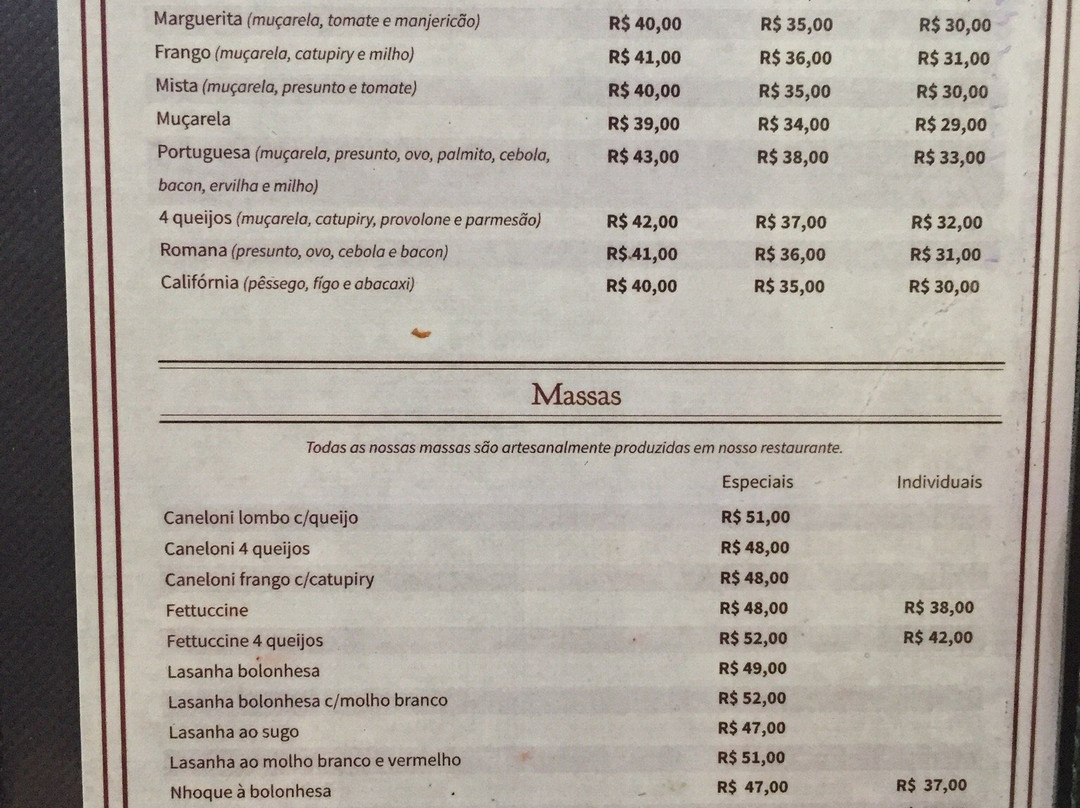 Marguerita (muçarela, tomate e manjericão) R$ 40,00 R$ 35,00 R$ 30,00
Frango (muçarela, catupiry e milho) R$ 41,00 R$ 36,00 R$ 31,00
Mista (muçarela, presunto e tomate) R$ 40,00 R$ 35,00 R$ 30,00
Muçarela R$ 39,00 R$ 34,00 R$ 29,00
Portuguesa (muçarela, presunto, ovo, palmito, cebola, R$ 43,00 R$ 38,00 R$ 33,00
bacon, ervilha e milho)
4 queijos (muçarela, catupiry, provolone e parmesão) R$ 42,00 R$ 37,00 R$ 32,00
Romana (presunto, ovo, cebola e bacon) R$ 41,00 R$ 36,00 R$ 31,00
Califórnia (pêssego, fígo e abacaxi) R$ 40,00 R$ 35,00 R$ 30,00
Massas
Todas as nossas massas são artesanalmente produzidas em nosso restaurante.
Especiais Individuais
Caneloni lombo c/queijo R$ 51,00
Caneloni 4 queijos R$ 48,00
Caneloni frango c/catupiry R$ 48,00
Fettuccine R$ 48,00 R$ 38,00
Fettuccine 4 queijos R$ 52,00 R$ 42,00
Lasanha bolonhesa R$ 49,00
Lasanha bolonhesa c/molho branco R$ 52,00
Lasanha ao sugo R$ 47,00
Lasanha ao molho branco e vermelho R$ 51,00
Nhoque à bolonhesa R$ 47,00 R$ 37,00